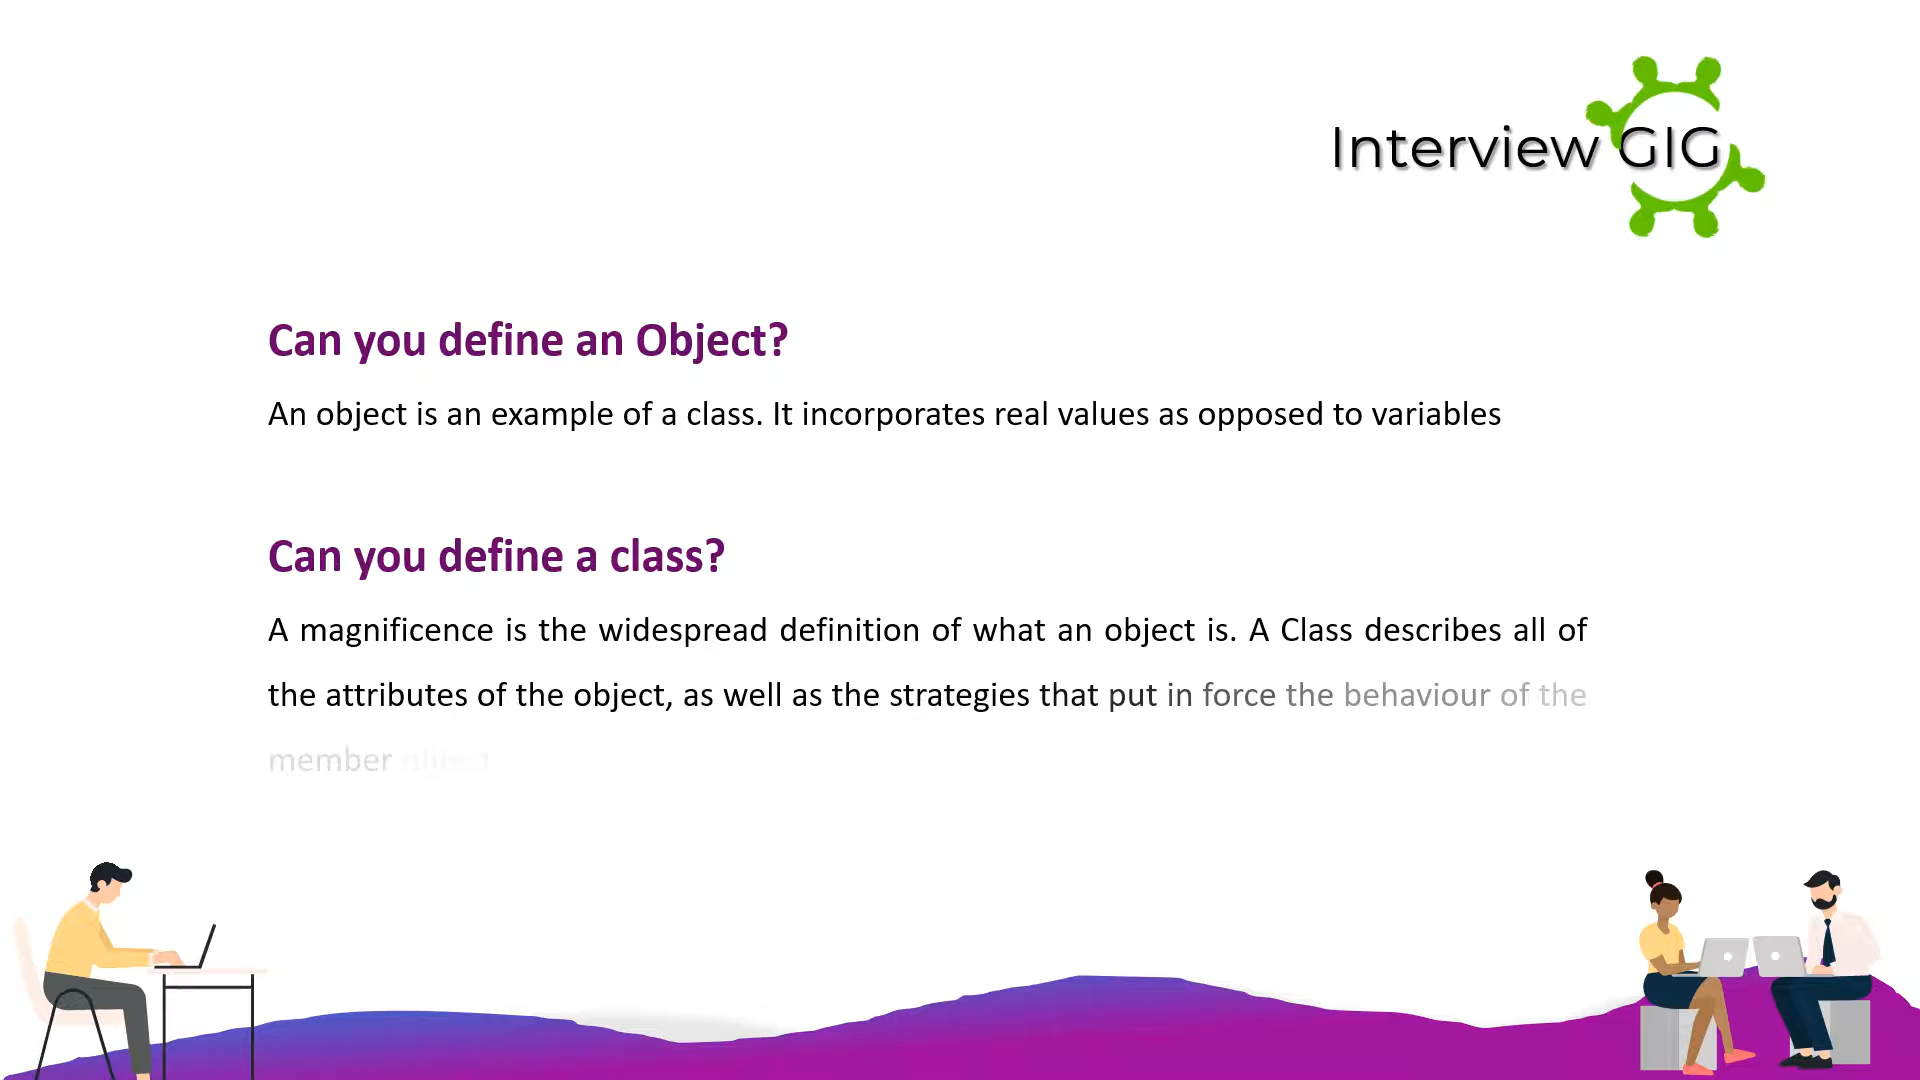 Interview GIG
Can you define an Object?
An object is an example of a class. It incorporates real values as opposed to variables
Can you define a class?
A magnificence is the widespread definition of what an object is. A Class describes all of
the attributes of the object, as well as the strategies that put in force the behaviour of the
member object